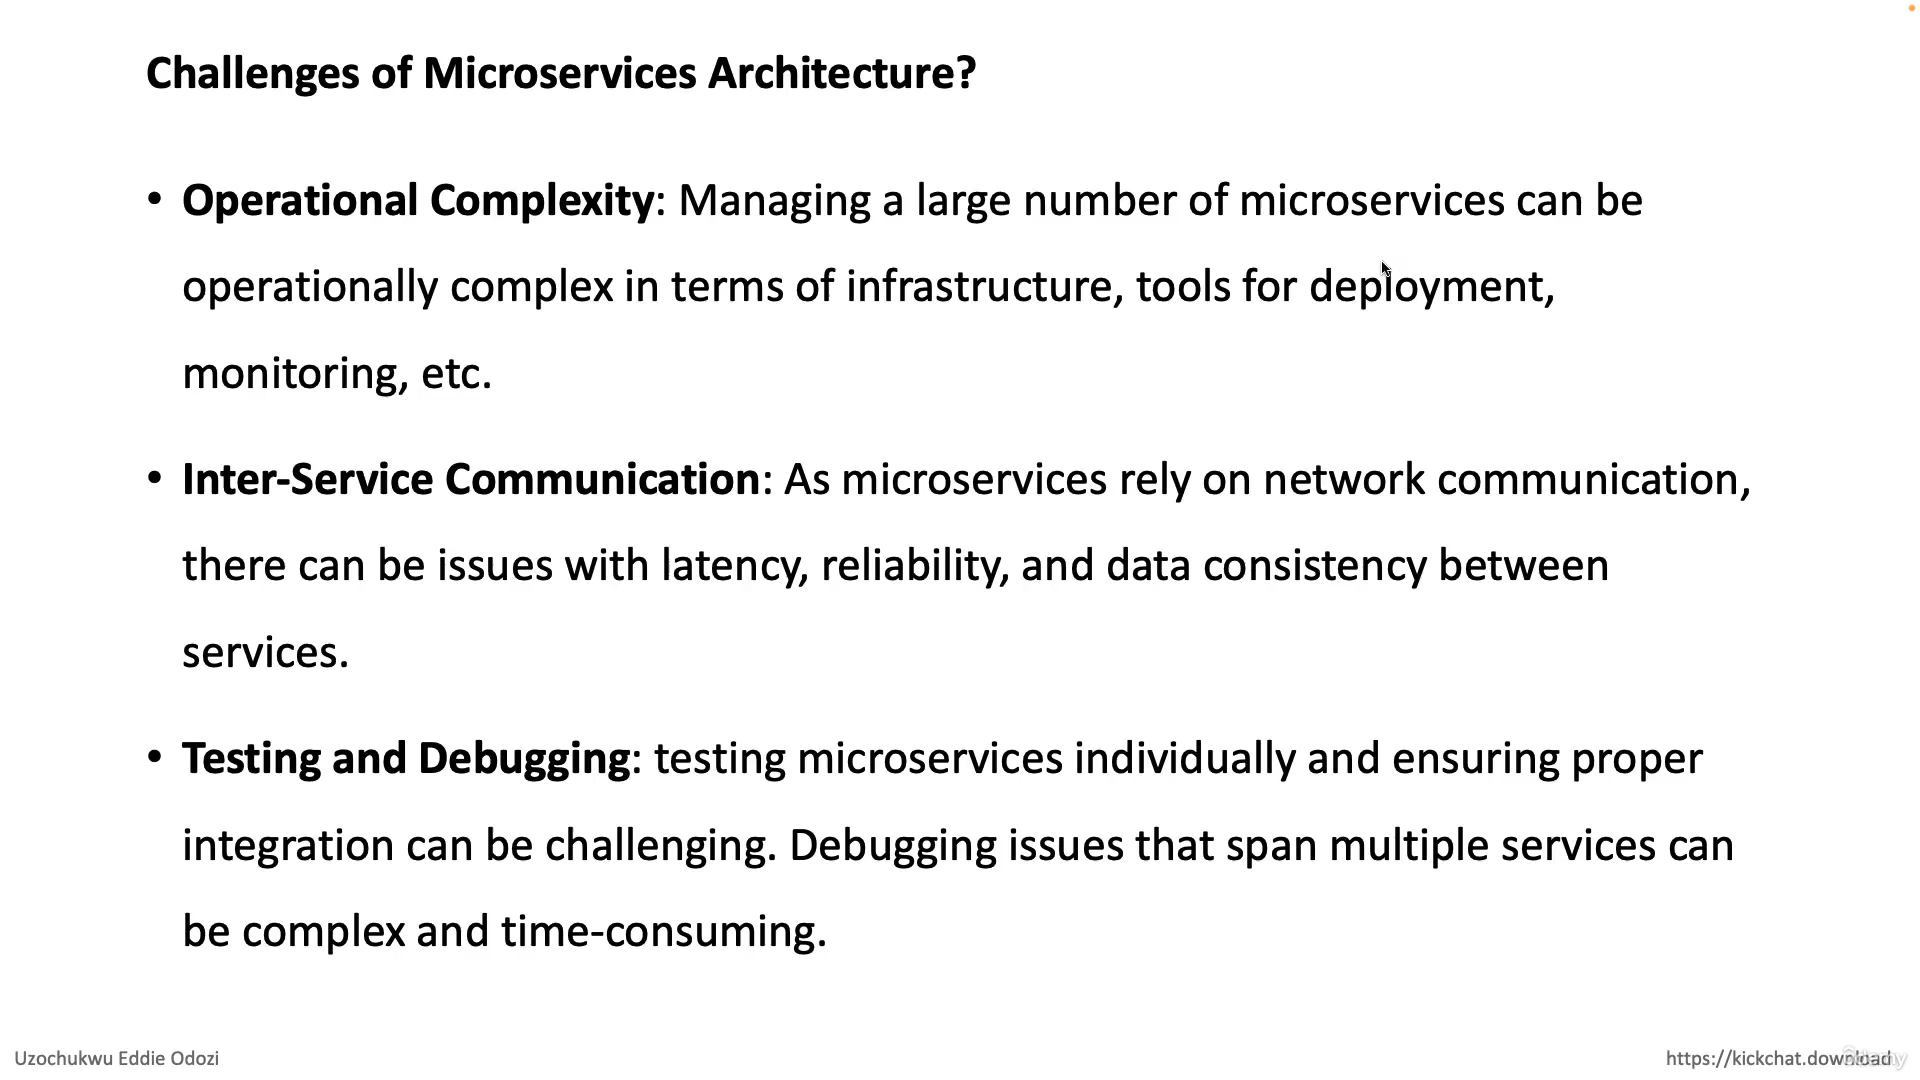 Challenges of Microservices Architecture?
• Operational Complexity: Managing a large number of microservices can be
operationally complex in terms of infrastructure, tools for deployment,
monitoring, etc.
• Inter-Service Communication: As microservices rely on network communication,
there can be issues with latency, reliability, and data consistency between
services.
• Testing and Debugging: testing microservices individually and ensuring proper
integration can be challenging. Debugging issues that span multiple services can
be complex and time-consuming.
Uzochukwu Eddie Odozi
https://kickchat.download